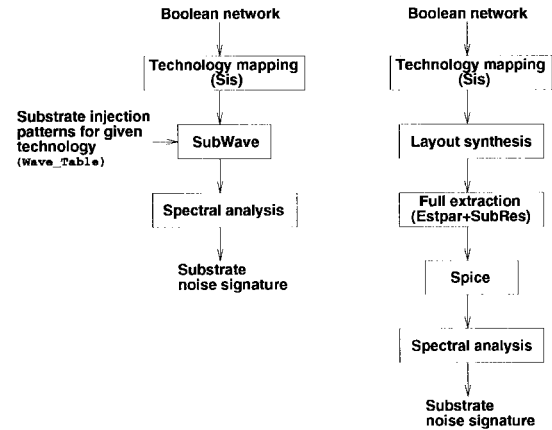 Boolean network
Technology mapping
(Sis)
Substrate injection
patterns for given
technology
(Wave_Table)
SubWave
Spectral analysis
Substrate
noise signature
Boolean network
Technology mapping
(Sis)
Layout synthesis
Full extraction
(Estpar+SubRes)
Spice
Spectral analysis
Substrate
noise signature